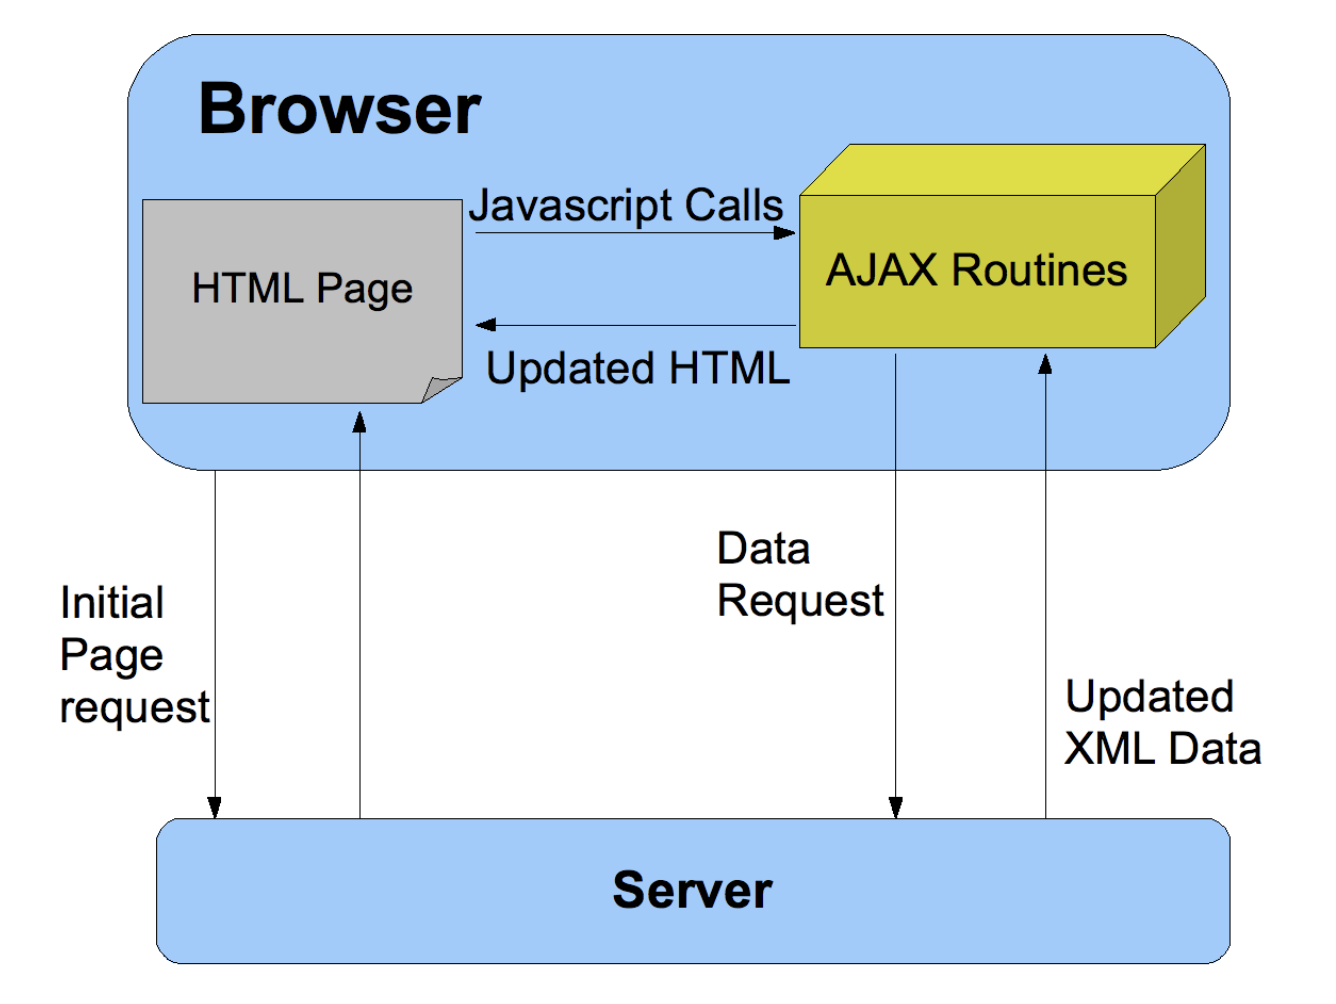 Browser
Javascript Calls
HTML Page
AJAX Routines
Updated HTML
Initial
Page
request
Data
Request
Updated
XML Data
Server